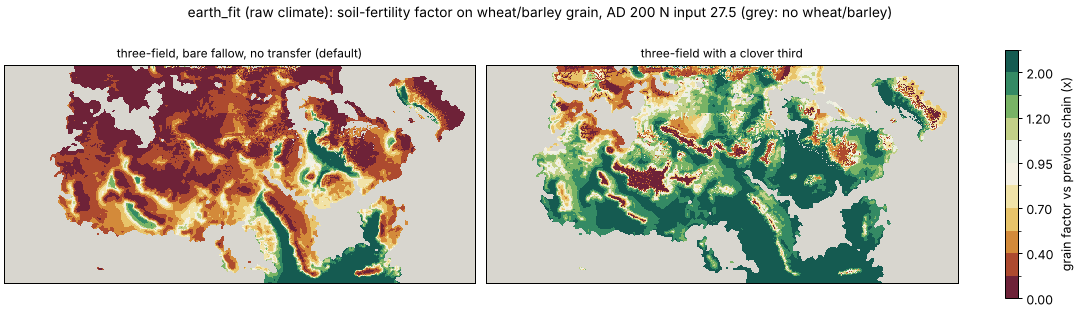 earth_fit (raw climate): soil-fertility factor on wheat/barley grain, AD 200 N input 27.5 (grey: no wheat/barley)
three-field, bare fallow, no transfer (default)
three-field with a clover third
2.00
1.20
0.95
0.70
0.40
0.00
grain factor vs previous chain (x)